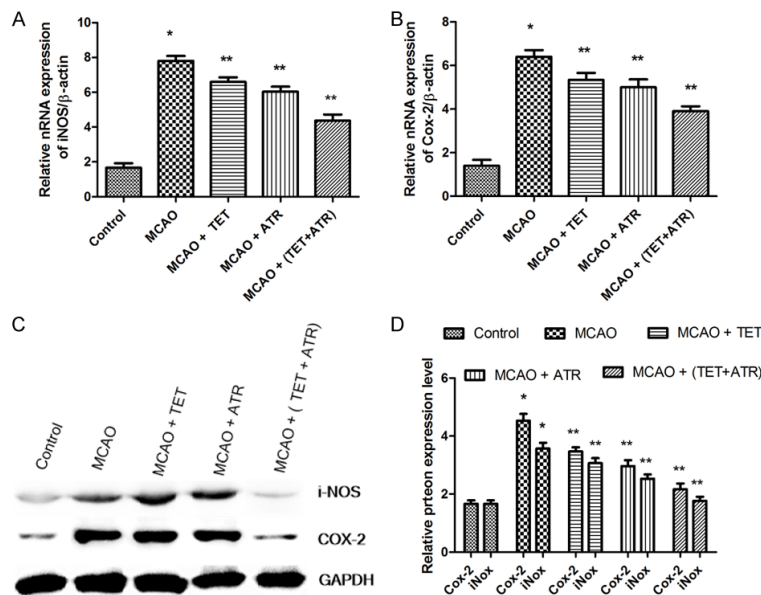 A
Relative nRNA expression
of iNOS/β-actin
10
8
6
4
2
0
*
**
**
**
Control
MCAO
MCAO + TET
MCAO + ATR
MCAO + (TET+ATR)
B
Relative nRNA expression
of Cox-2/β-actin
8
6
4
2
0
*
**
**
**
Control
MCAO
MCAO + TET
MCAO + ATR
MCAO + (TET+ATR)
C
Control
MCAO
MCAO + TET
MCAO + ATR
MCAO + ( TET + ATR)
i-NOS
COX-2
GAPDH
D
Control
MCAO
MCAO + TET
MCAO + ATR
MCAO + (TET+ATR)
Relative prteon expression level
6
4
2
0
*
*
**
**
**
**
**
**
Cox-2
iNox
Cox-2
iNox
Cox-2
iNox
Cox-2
iNox
Cox-2
iNox